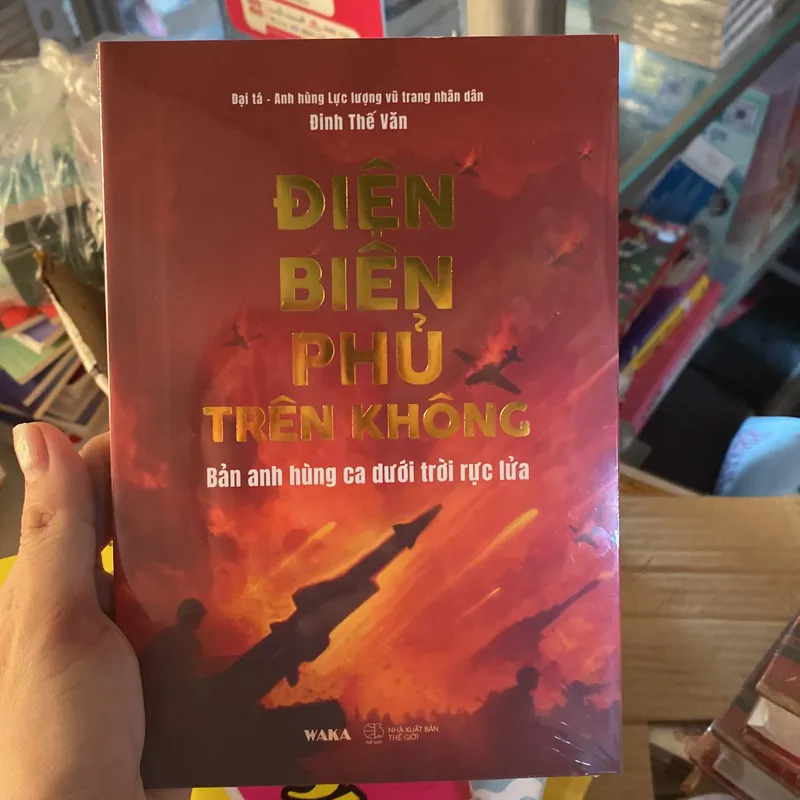 Đại tá - Anh hùng Lực lượng vũ trang nhân dân
Đinh Thế Văn
ĐIỆN
BIÊN
PHỦ
TRÊN KHÔNG
Bản anh hùng ca dưới trời rực lửa
WAKA
NHÀ XUẤT BẢN
THẾ GIỚI